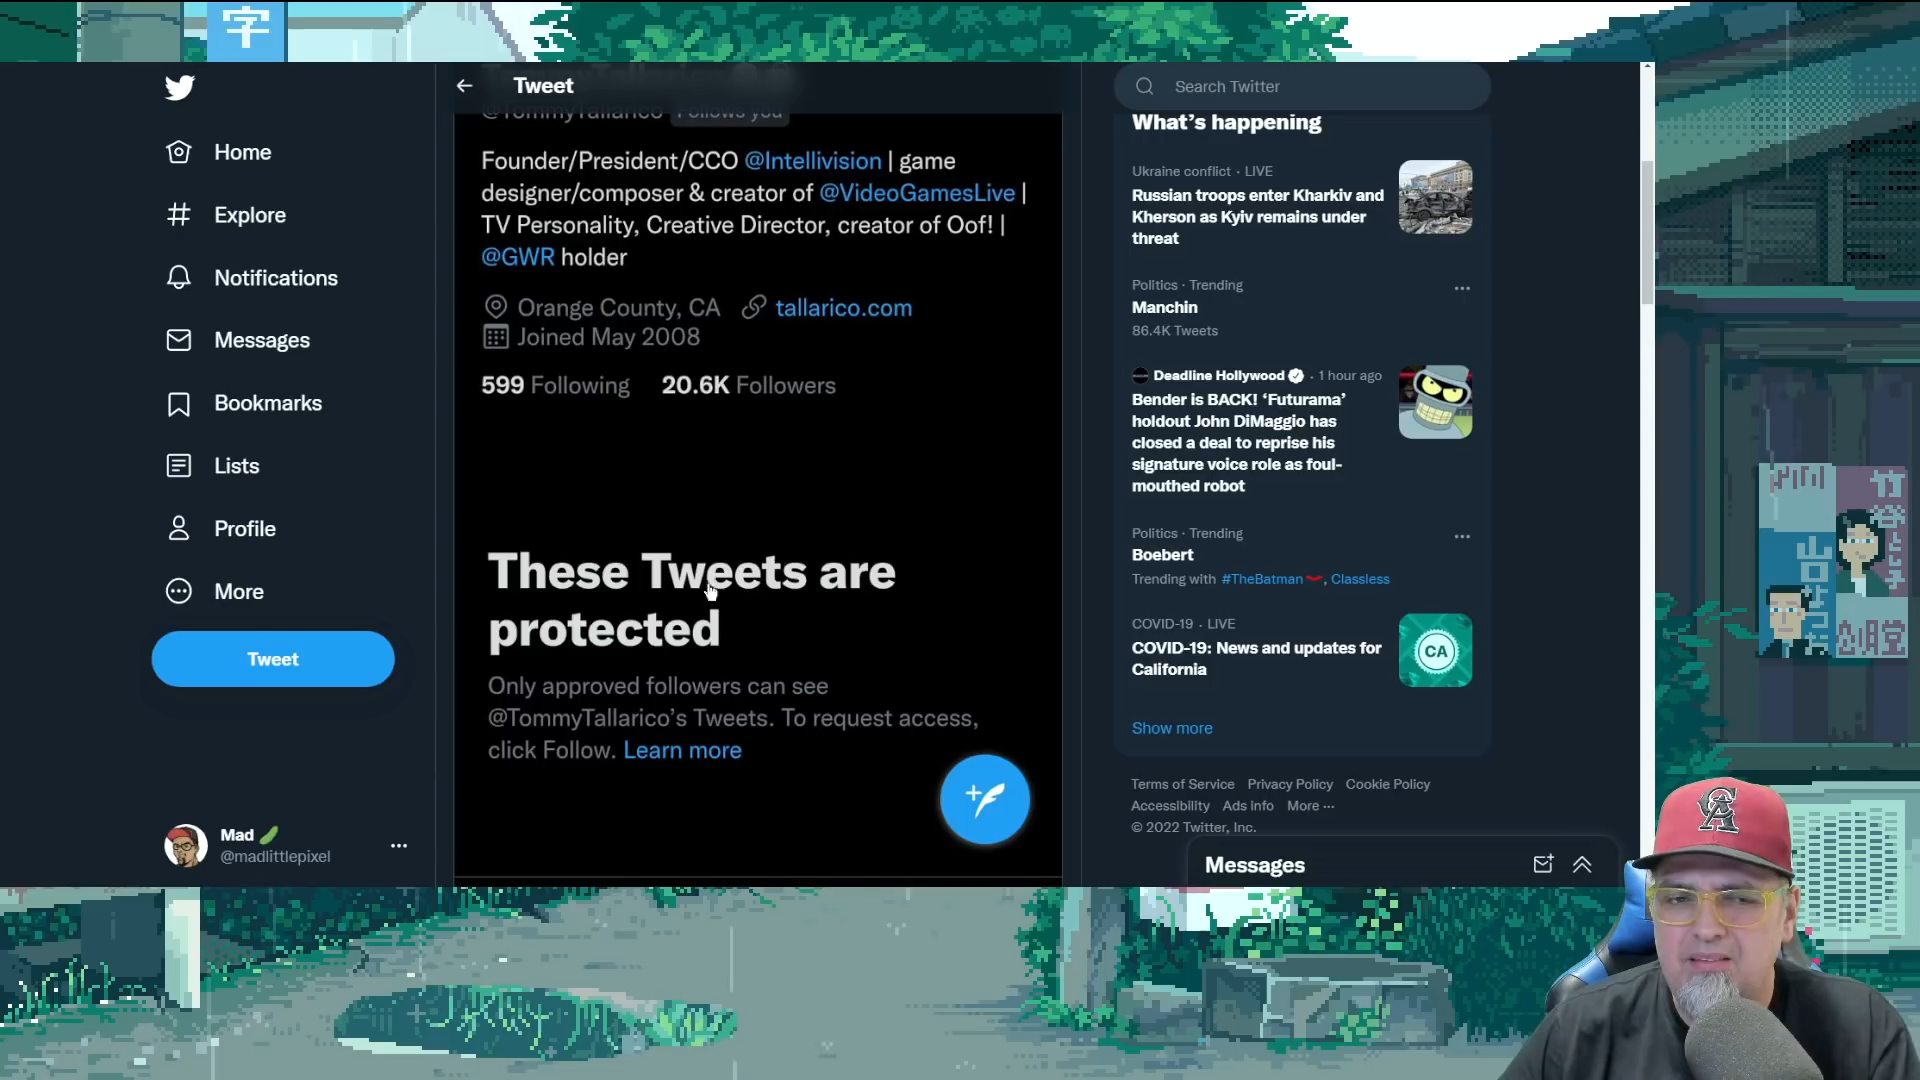 字
Tweet
Search Twitter
@TommyTallarico Follows you
What's happening
Home
Explore
Notifications
Messages
Bookmarks
Lists
Profile
More
Tweet
Mad
@madlittlepixel
Founder/President/CCO @Intellivision | game
designer/composer & creator of @VideoGamesLive |
TV Personality, Creative Director, creator of Oof! |
@GWR holder
Orange County, CA tallarico.com
Joined May 2008
599 Following 20.6K Followers
These Tweets are
protected
Only approved followers can see
@TommyTallarico's Tweets. To request access,
click Follow. Learn more
Ukraine conflict · LIVE
Russian troops enter Kharkiv and
Kherson as Kyiv remains under
threat
Politics · Trending
Manchin
86.4K Tweets
Deadline Hollywood · 1 hour ago
Bender is BACK! ‘Futurama’
holdout John DiMaggio has
closed a deal to reprise his
signature voice role as foul-
mouthed robot
Politics · Trending
Boebert
Trending with #TheBatman, Classless
COVID-19 · LIVE
COVID-19: News and updates for
California
CA
Show more
Terms of Service Privacy Policy Cookie Policy
Accessibility Ads info More ···
© 2022 Twitter, Inc.
Messages
CA